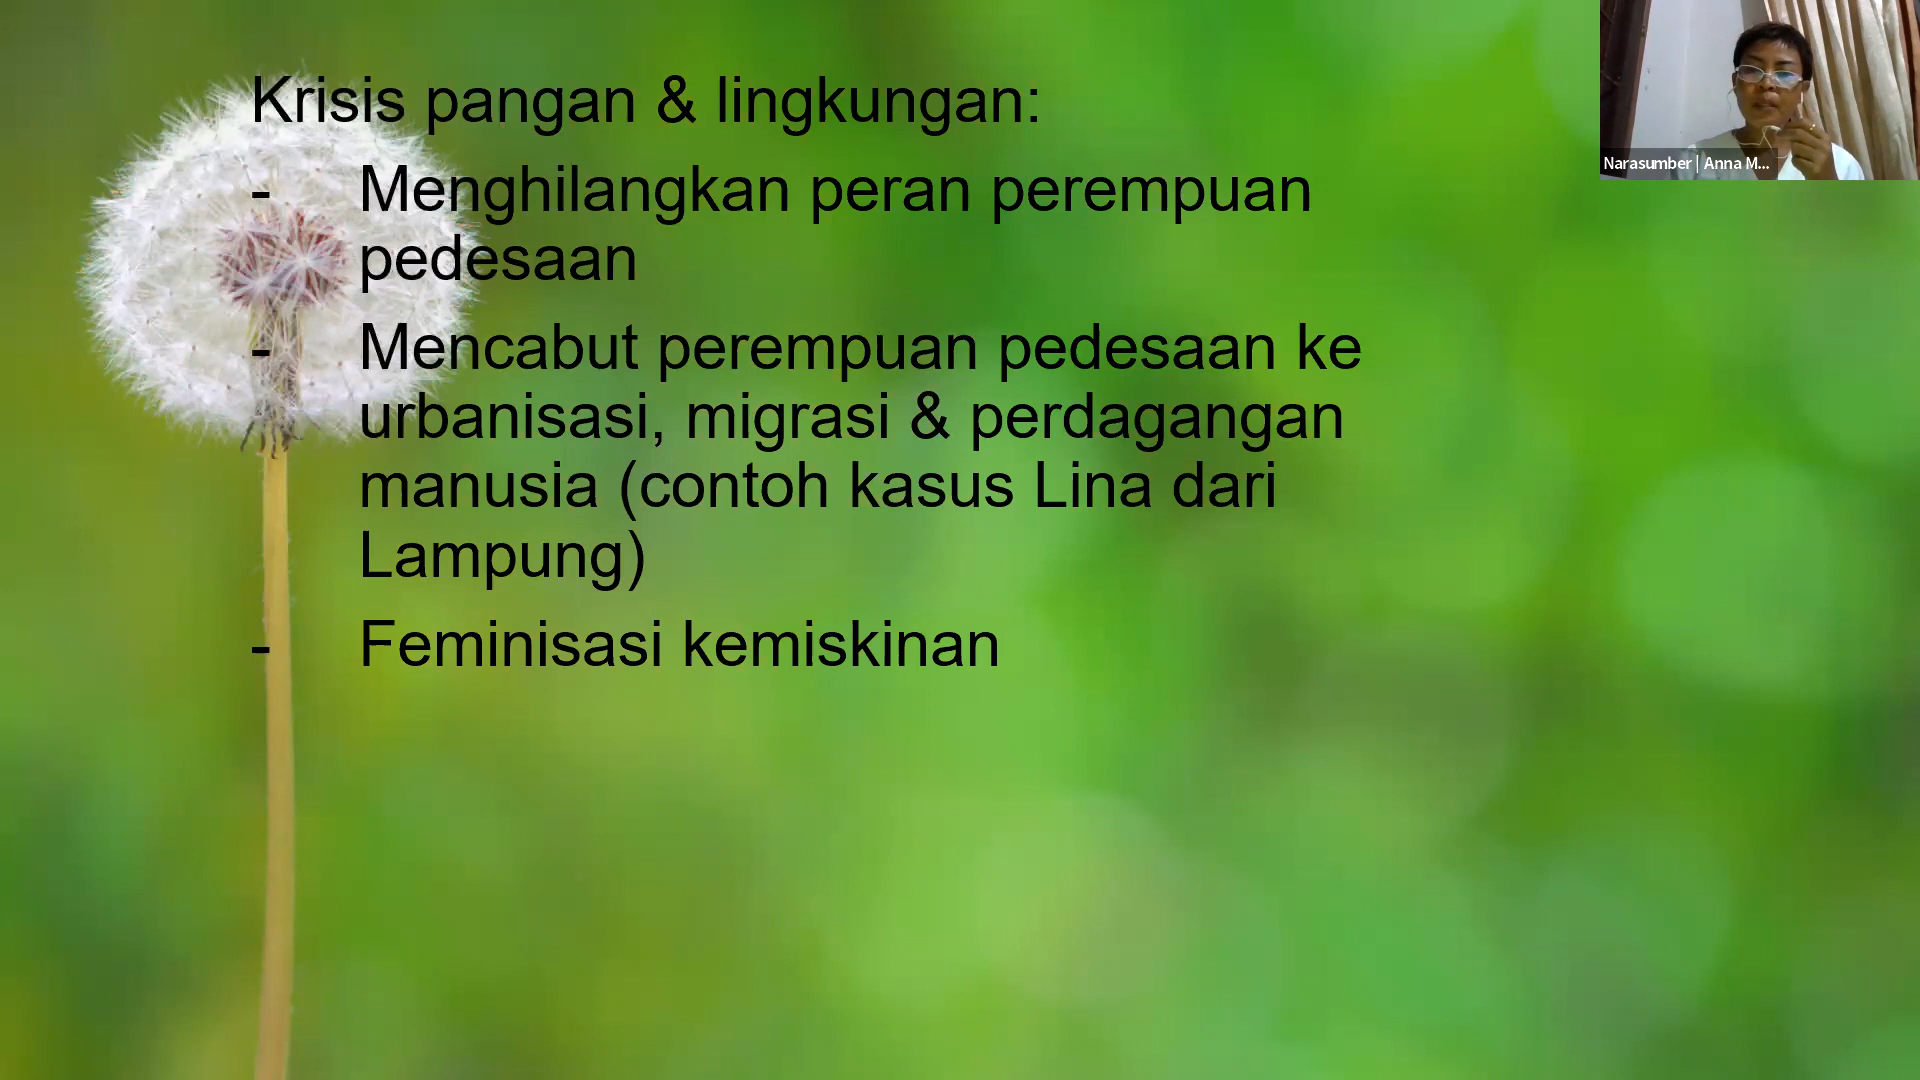 Krisis pangan & lingkungan:
- Menghilangkan peran perempuan
pedesaan
- Mencabut perempuan pedesaan ke
urbanisasi, migrasi & perdagangan
manusia (contoh kasus Lina dari
Lampung)
- Feminisasi kemiskinan
Narasumber | Anna M...